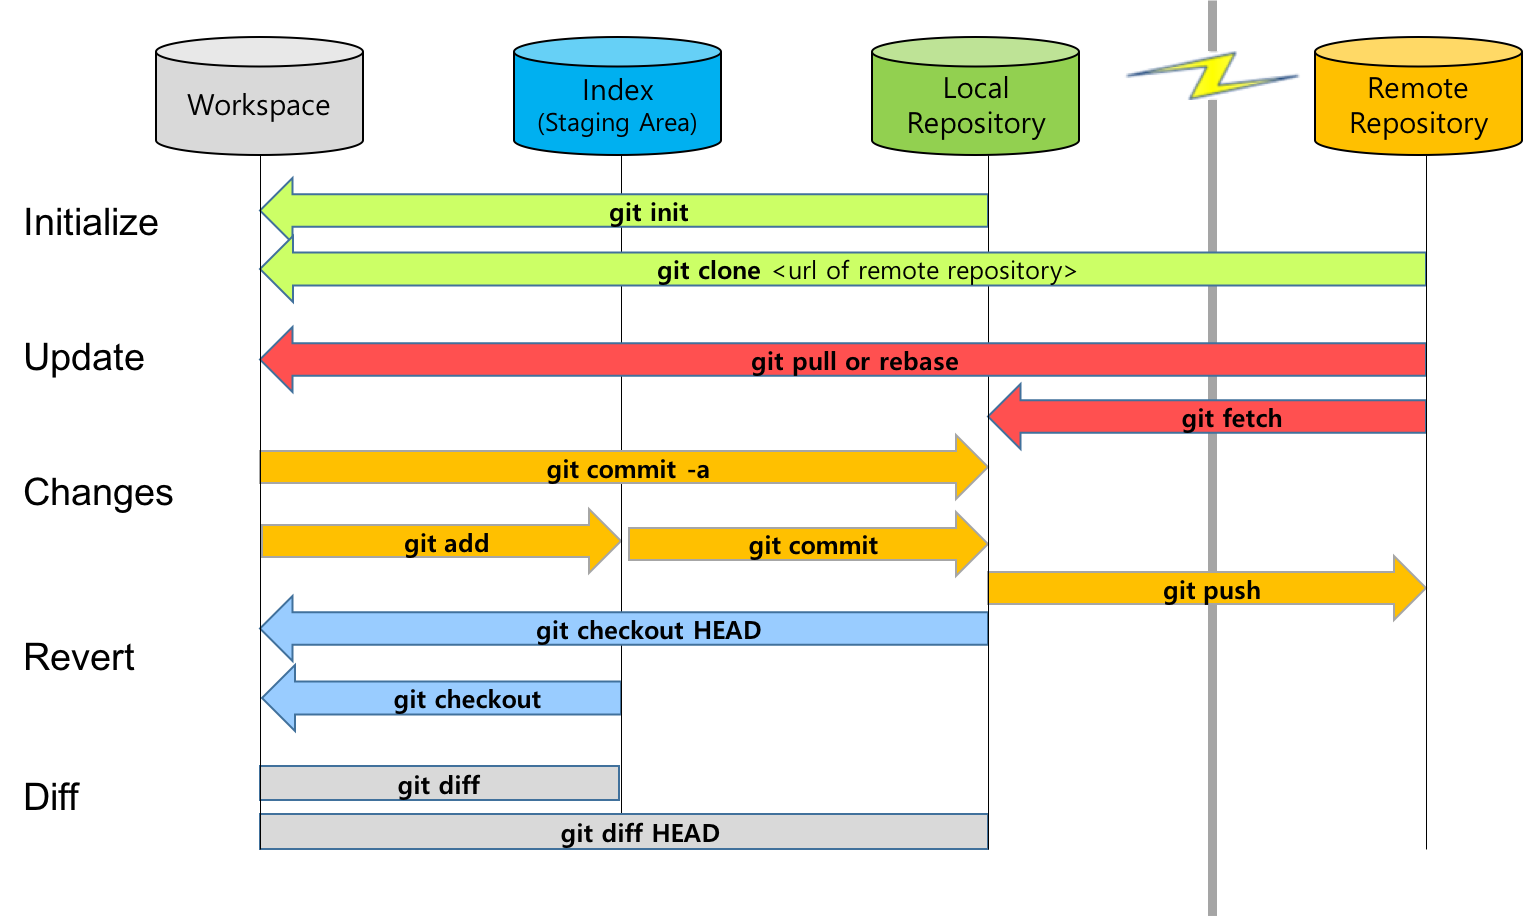 Workspace
Index
(Staging Area)
Local
Repository
Remote
Repository
Initialize
git init
git clone <url of remote repository>
Update
git pull or rebase
git fetch
Changes
git commit -a
git add
git commit
git push
Revert
git checkout HEAD
git checkout
Diff
git diff
git diff HEAD